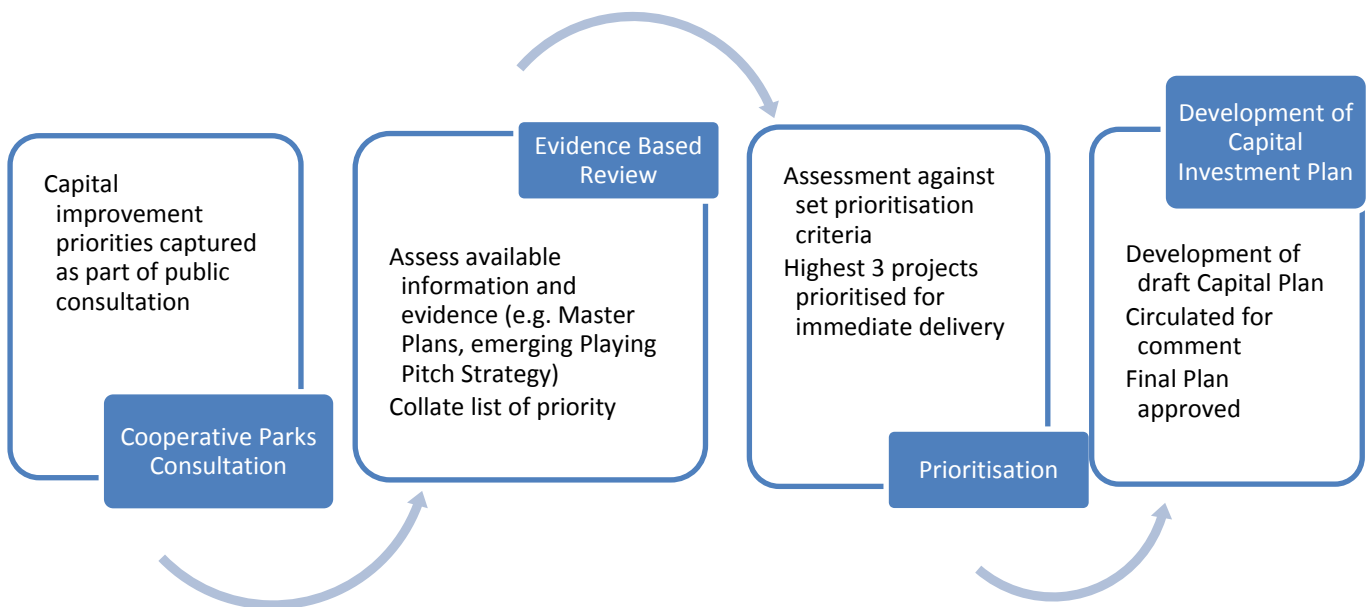 Capital
improvement
priorities captured
as part of public
consultation
Cooperative Parks
Consultation
Evidence Based
Review
Assess available
information and
evidence (e.g. Master
Plans, emerging Playing
Pitch Strategy)
Collate list of priority
Assessment against
set prioritisation
criteria
Highest 3 projects
prioritised for
immediate delivery
Prioritisation
Development of
Capital
Investment Plan
Development of
draft Capital Plan
Circulated for
comment
Final Plan
approved